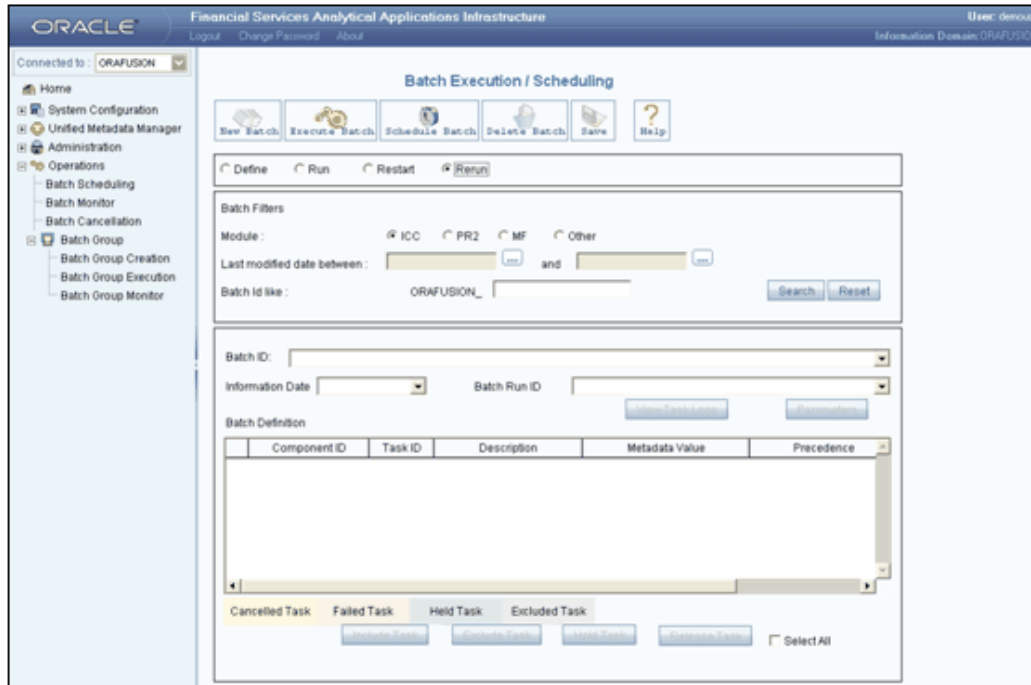 ORACLE
Financial Services Analytical Applications Infrastructure
User: demou
Logout Change Password About
Information Domain:ORAFUSIO
Connected to : ORAFUSION
Home
System Configuration
Unified Metadata Manager
Administration
Operations
Batch Scheduling
Batch Monitor
Batch Cancellation
Batch Group
Batch Group Creation
Batch Group Execution
Batch Group Monitor
Batch Execution / Scheduling
New Batch Execute Batch Schedule Batch Delete Batch Save Help
Define Run Restart Rerun
Batch Filters
Module : ICC PR2 MF Other
Last modified date between : ... and ...
Batch Id like : ORAFUSION_ Search Reset
Batch ID:
Information Date Batch Run ID
View Task Logs Parameters
Batch Definition
Component ID Task ID Description Metadata Value Precedence
Cancelled Task Failed Task Held Task Excluded Task
Include Task Exclude Task Hold Task Release Task Select All